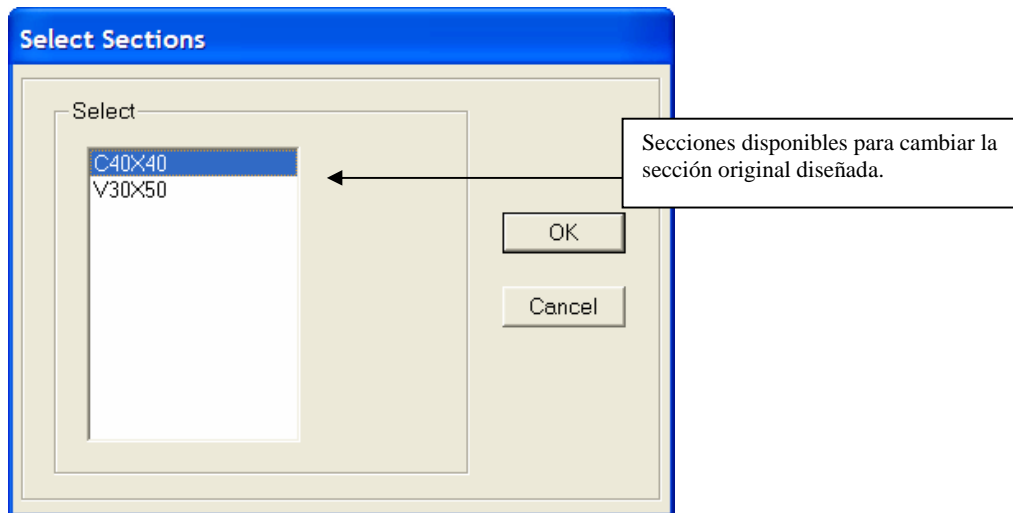 Select Sections
Select
C40X40
V30X50
Secciones disponibles para cambiar la
sección original diseñada.
OK
Cancel